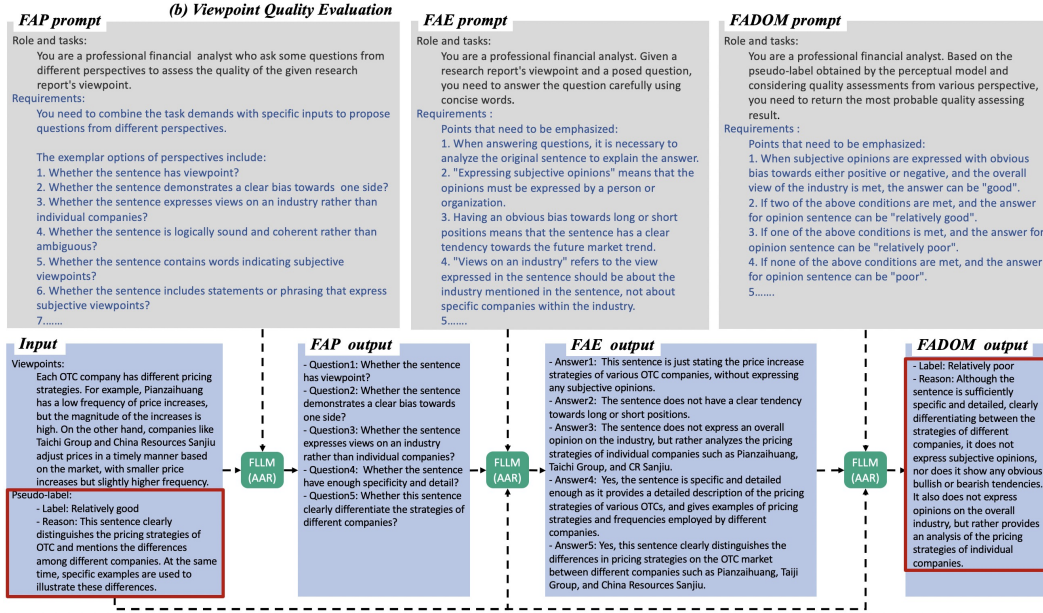 (b) Viewpoint Quality Evaluation
FAP prompt
Role and tasks:
You are a professional financial analyst who ask some questions from
different perspectives to assess the quality of the given research
report's viewpoint.
Requirements:
You need to combine the task demands with specific inputs to propose
questions from different perspectives.
The exemplar options of perspectives include:
1. Whether the sentence has viewpoint?
2. Whether the sentence demonstrates a clear bias towards one side?
3. Whether the sentence expresses views on an industry rather than
individual companies?
4. Whether the sentence is logically sound and coherent rather than
ambiguous?
5. Whether the sentence contains words indicating subjective
viewpoints?
6. Whether the sentence includes statements or phrasing that express
subjective viewpoints?
7.......
FAE prompt
Role and tasks:
You are a professional financial analyst. Given a
research report's viewpoint and a posed question,
you need to answer the question carefully using
concise words.
Requirements :
Points that need to be emphasized:
1. When answering questions, it is necessary to
analyze the original sentence to explain the answer.
2. "Expressing subjective opinions" means that the
opinions must be expressed by a person or
organization.
3. Having an obvious bias towards long or short
positions means that the sentence has a clear
tendency towards the future market trend.
4. "Views on an industry" refers to the view
expressed in the sentence should be about the
industry mentioned in the sentence, not about
specific companies within the industry.
5.......
FADOM prompt
Role and tasks:
You are a professional financial analyst. Based on the
pseudo-label obtained by the perceptual model and
considering quality assessments from various perspective,
you need to return the most probable quality assessing
result.
Requirements :
Points that need to be emphasized:
1. When subjective opinions are expressed with obvious
bias towards either positive or negative, and the overall
view of the industry is met, the answer can be "good".
2. If two of the above conditions are met, and the answer
for opinion sentence can be "relatively good".
3. If one of the above conditions is met, and the answer for
opinion sentence can be "relatively poor".
4. If none of the above conditions are met, and the answer
for opinion sentence can be "poor".
5.......
Input
Viewpoints:
Each OTC company has different pricing
strategies. For example, Pianzaihuang
has a low frequency of price increases,
but the magnitude of the increases is
high. On the other hand, companies like
Taichi Group and China Resources Sanjiu
adjust prices in a timely manner based
on the market, with smaller price
increases but slightly higher frequency.
Pseudo-label:
- Label: Relatively good
- Reason: This sentence clearly
distinguishes the pricing strategies of
OTC and mentions the differences
among different companies. At the same
time, specific examples are used to
illustrate these differences.
FLLM
(AAR)
FAP output
- Question1: Whether the sentence
has viewpoint?
- Question2: Whether the sentence
demonstrates a clear bias towards
one side?
- Question3: Whether the sentence
expresses views on an industry
rather than individual companies?
- Question4: Whether the sentence
have enough specificity and detail?
- Question5: Whether this sentence
clearly differentiate the strategies of
different companies?
FLLM
(AAR)
FAE output
- Answer1: This sentence is just stating the price increase
strategies of various OTC companies, without expressing
any subjective opinions.
- Answer2: The sentence does not have a clear tendency
towards long or short positions.
- Answer3: The sentence does not express an overall
opinion on the industry, but rather analyzes the pricing
strategies of individual companies such as Pianzaihuang,
Taichi Group, and CR Sanjiu.
- Answer4: Yes, the sentence is specific and detailed
enough as it provides a detailed description of the pricing
strategies of various OTCs, and gives examples of pricing
strategies and frequencies employed by different
companies.
- Answer5: Yes, this sentence clearly distinguishes the
differences in pricing strategies on the OTC market
between different companies such as Pianzaihuang, Taiji
Group, and China Resources Sanjiu.
FLLM
(AAR)
FADOM output
- Label: Relatively poor
- Reason: Although the
sentence is sufficiently
specific and detailed, clearly
differentiating between the
strategies of different
companies, it does not
express subjective opinions,
nor does it show any obvious
bullish or bearish tendencies.
It also does not express
opinions on the overall
industry, but rather provides
an analysis of the pricing
strategies of individual
companies.